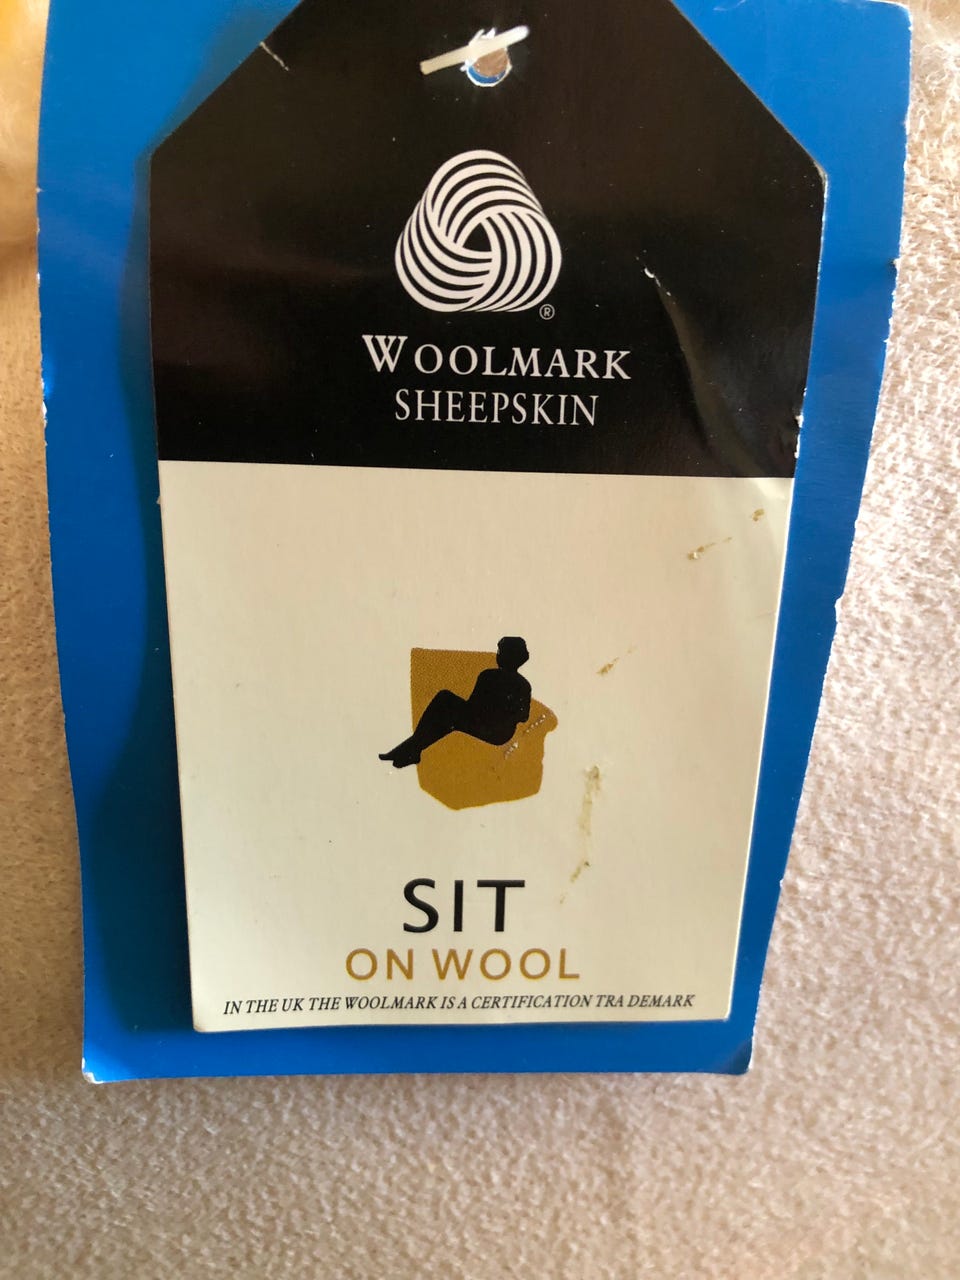 ®
WOOLMARK
SHEEPSKIN
SIT
ON WOOL
IN THE UK THE WOOLMARK IS A CERTIFICATION TRA DEMARK